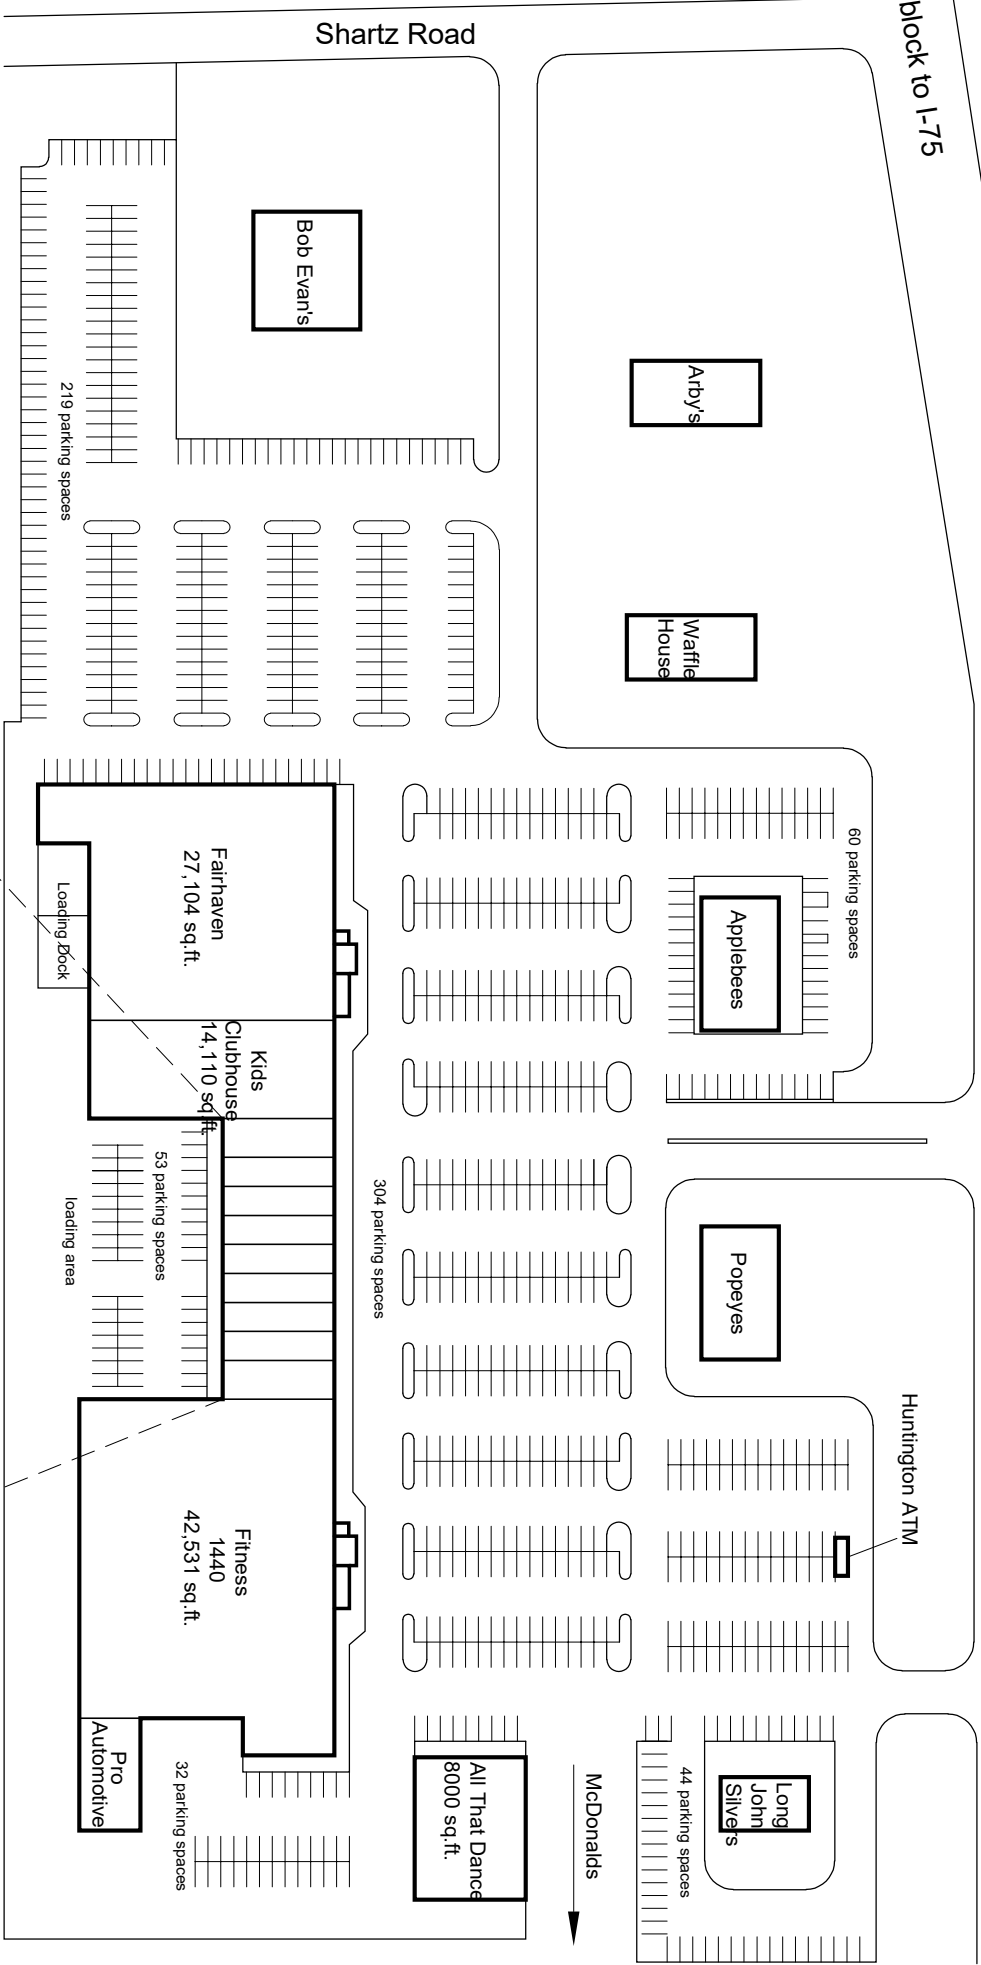 Shartz Road
block to I-75
Bob Evan's
Arby's
219 parking spaces
Waffle
House
60 parking spaces
Fairhaven
27,104 sq.ft.
Loading Dock
Applebees
Kids
Clubhouse
14,110 sq.ft.
53 parking spaces
loading area
304 parking spaces
Popeyes
Huntington ATM
Fitness
1440
42,531 sq.ft.
Pro
Automotive
32 parking spaces
All That Dance
8000 sq.ft.
McDonalds
44 parking spaces
Long
John
Silvers